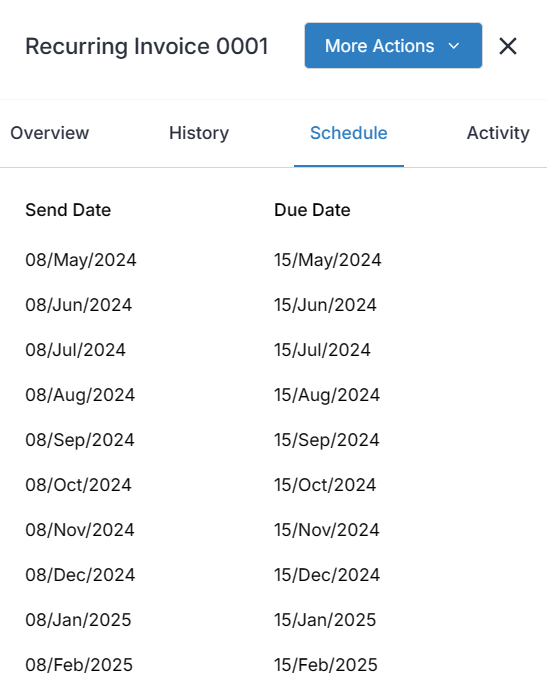 Recurring Invoice 0001 More Actions
Overview History Schedule Activity
Send Date Due Date
08/May/2024 15/May/2024
08/Jun/2024 15/Jun/2024
08/Jul/2024 15/Jul/2024
08/Aug/2024 15/Aug/2024
08/Sep/2024 15/Sep/2024
08/Oct/2024 15/Oct/2024
08/Nov/2024 15/Nov/2024
08/Dec/2024 15/Dec/2024
08/Jan/2025 15/Jan/2025
08/Feb/2025 15/Feb/2025